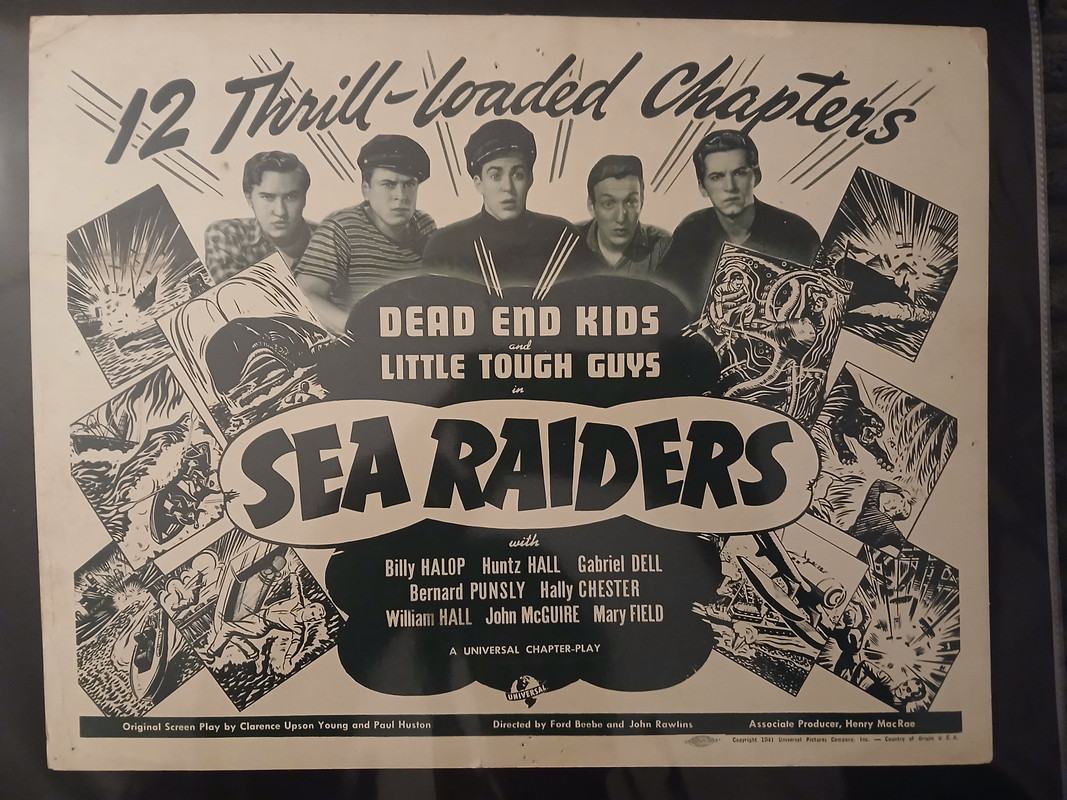 12 Thrill-loaded Chapters
DEAD END KIDS
and
LITTLE TOUGH GUYS
in
SEA RAIDERS
with
Billy HALOP Huntz HALL Gabriel DELL
Bernard PUNSLY Hally CHESTER
William HALL John McGUIRE Mary FIELD
A UNIVERSAL CHAPTER-PLAY
UNIVERSAL
Original Screen Play by Clarence Upson Young and Paul Huston Directed by Ford Beebe and John Rawlins Associate Producer, Henry MacRae
Copyright 1941 Universal Pictures Company, Inc. — Country of Origin U. S. A.